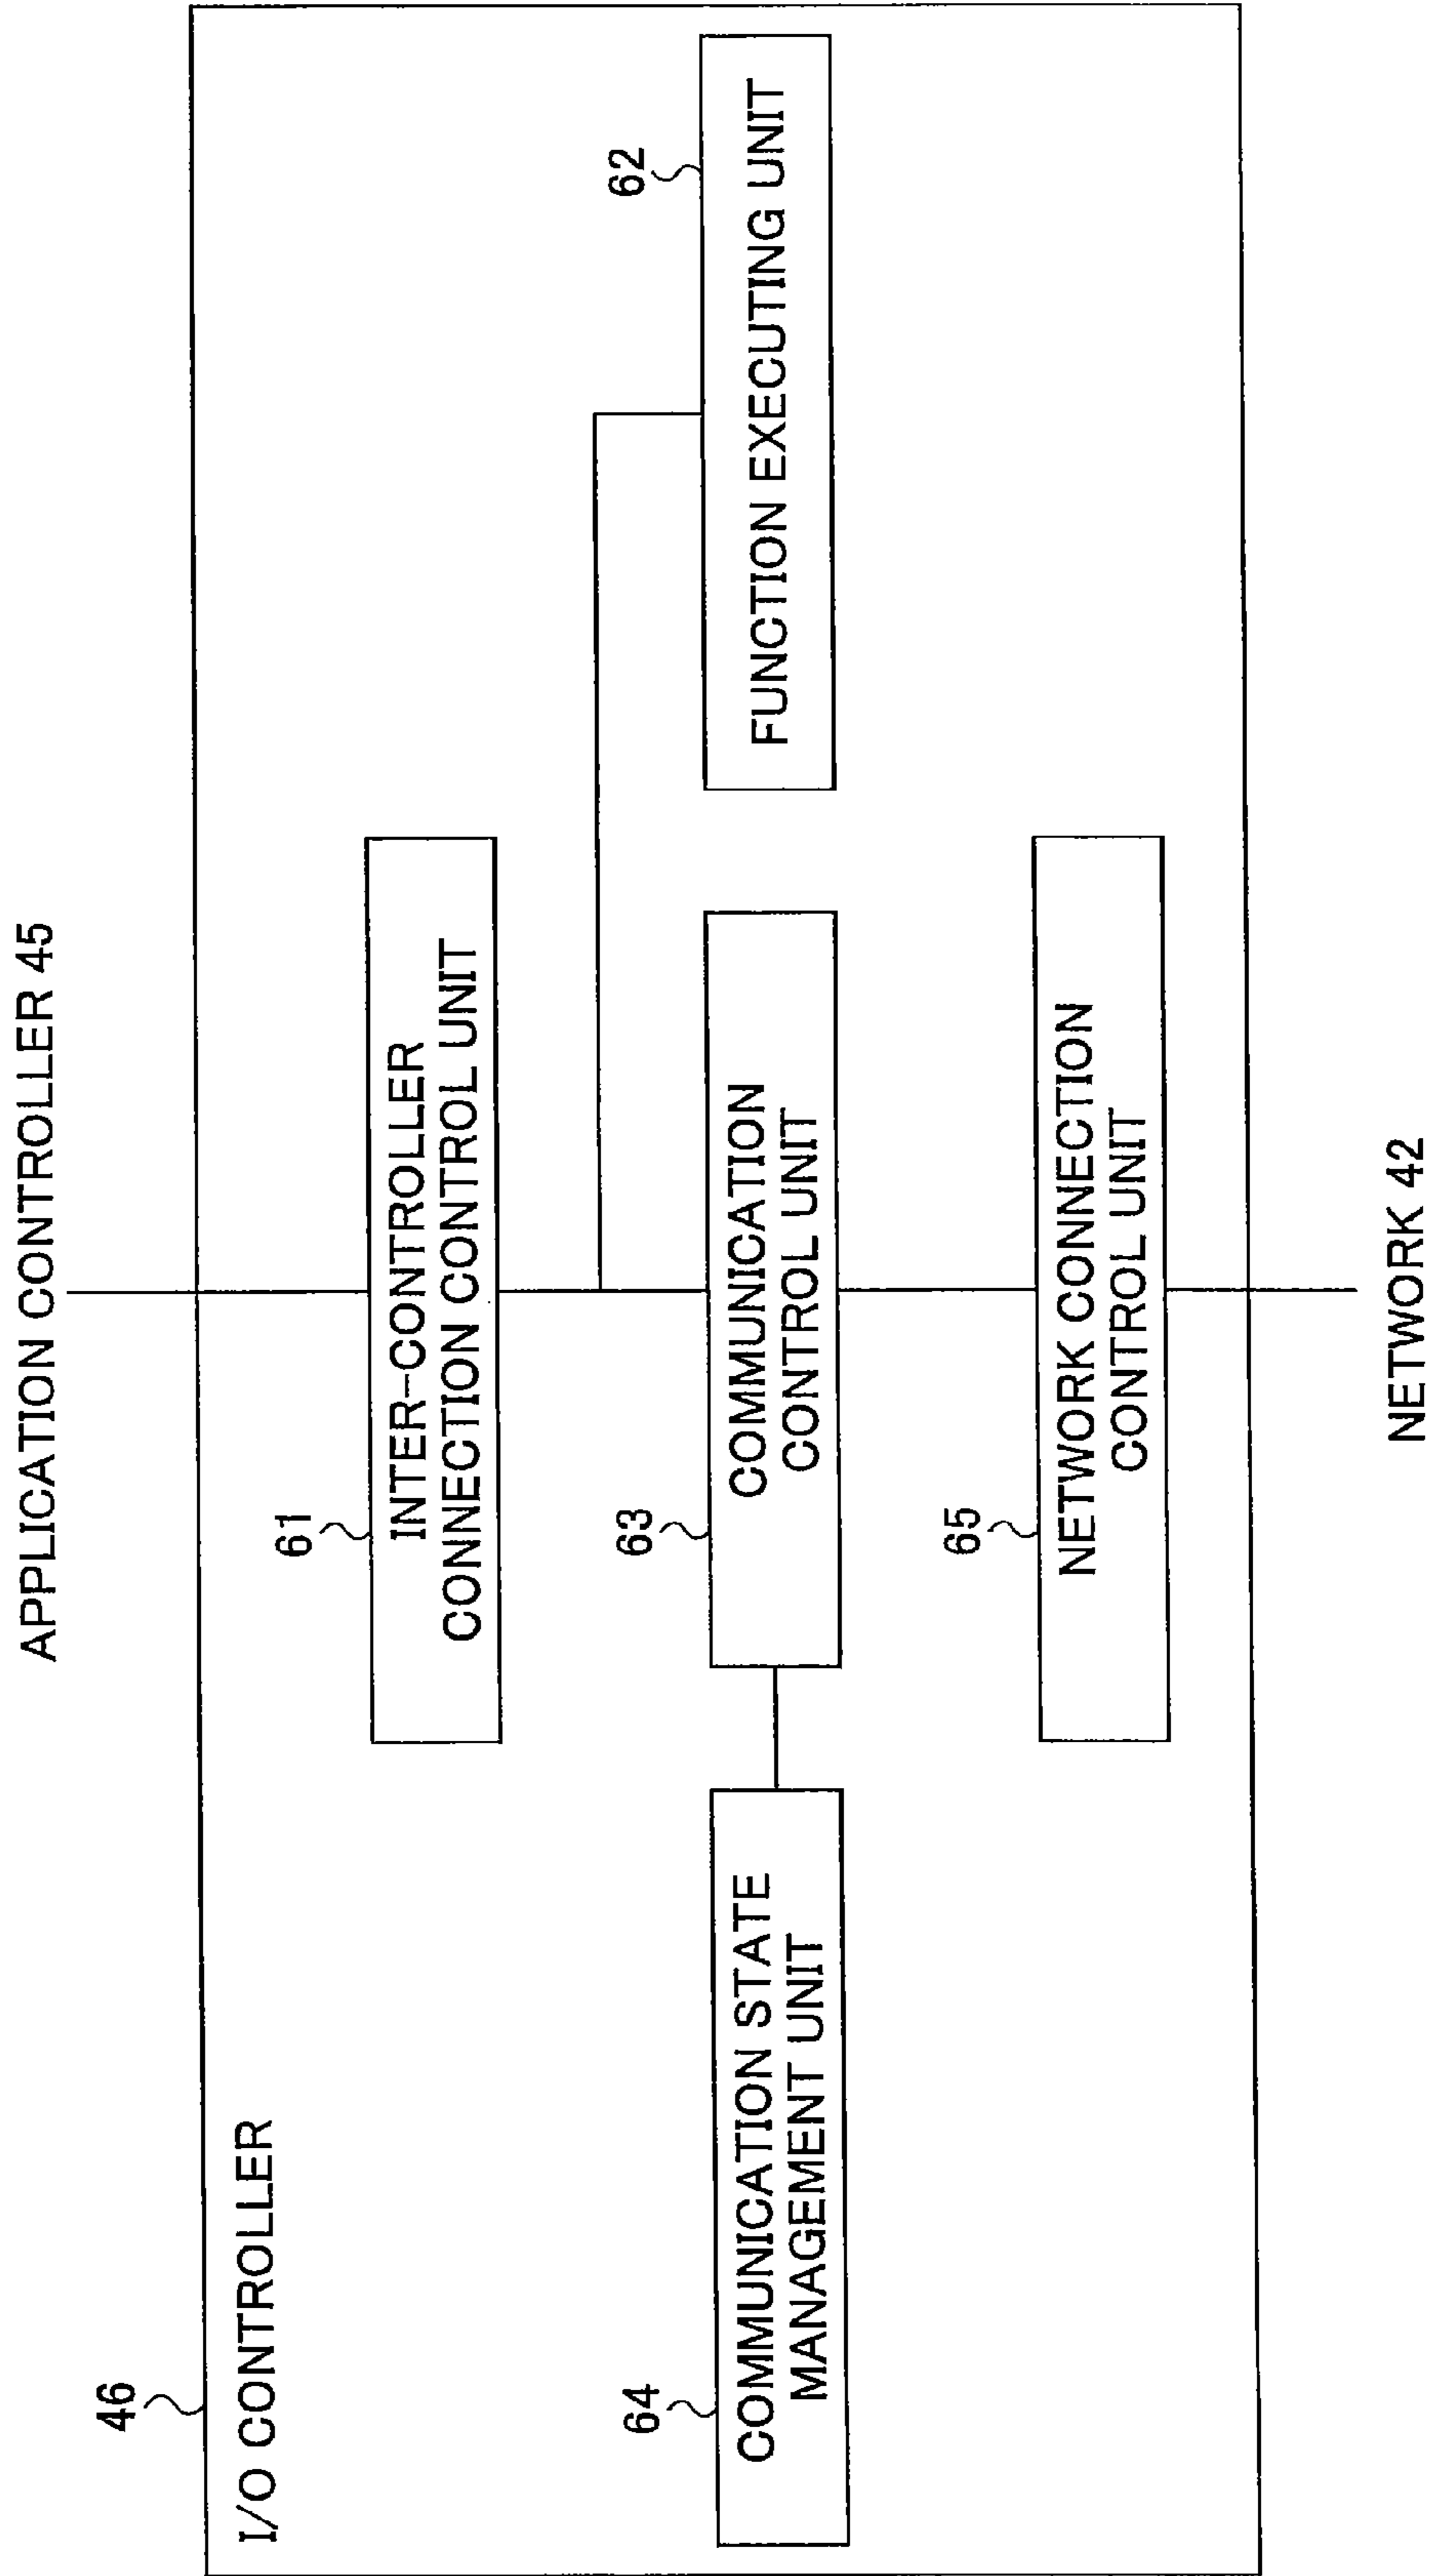 APPLICATION CONTROLLER 45
46
I/O CONTROLLER
61
INTER-CONTROLLER
CONNECTION CONTROL UNIT
62
FUNCTION EXECUTING UNIT
63
COMMUNICATION
CONTROL UNIT
64
COMMUNICATION STATE
MANAGEMENT UNIT
65
NETWORK CONNECTION
CONTROL UNIT
NETWORK 42